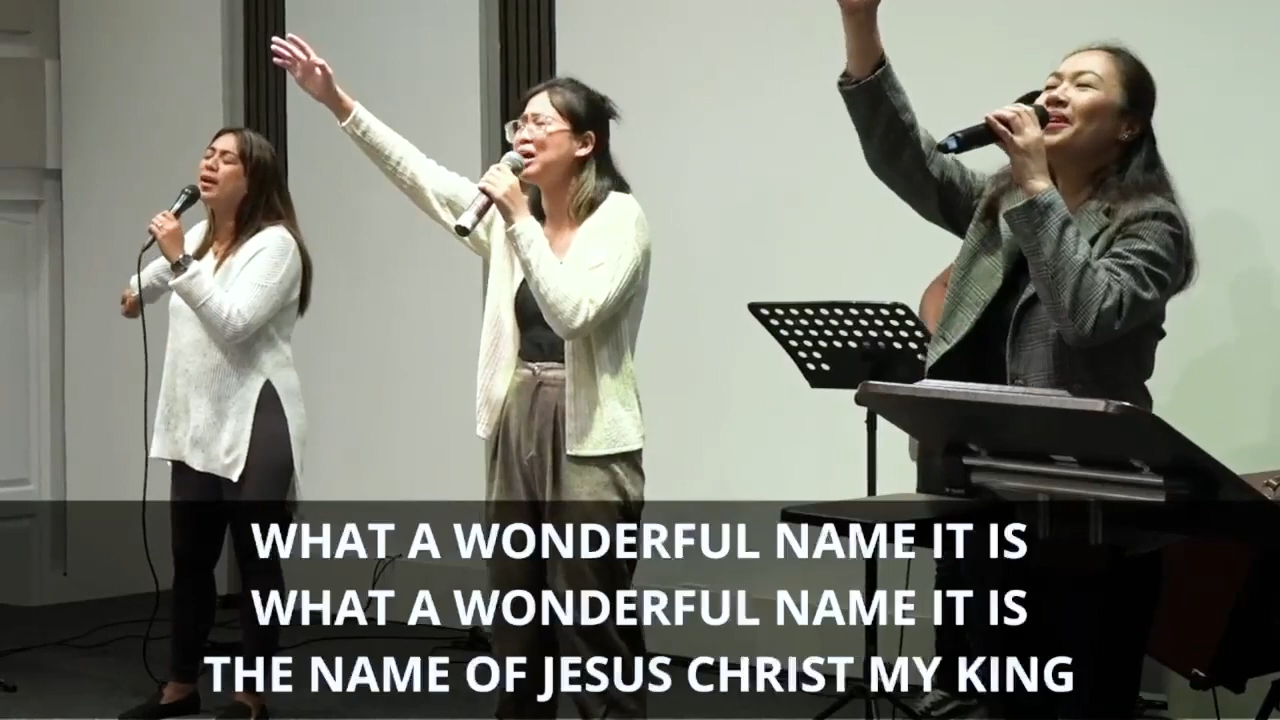 WHAT A WONDERFUL NAME IT IS
WHAT A WONDERFUL NAME IT IS
THE NAME OF JESUS CHRIST MY KING